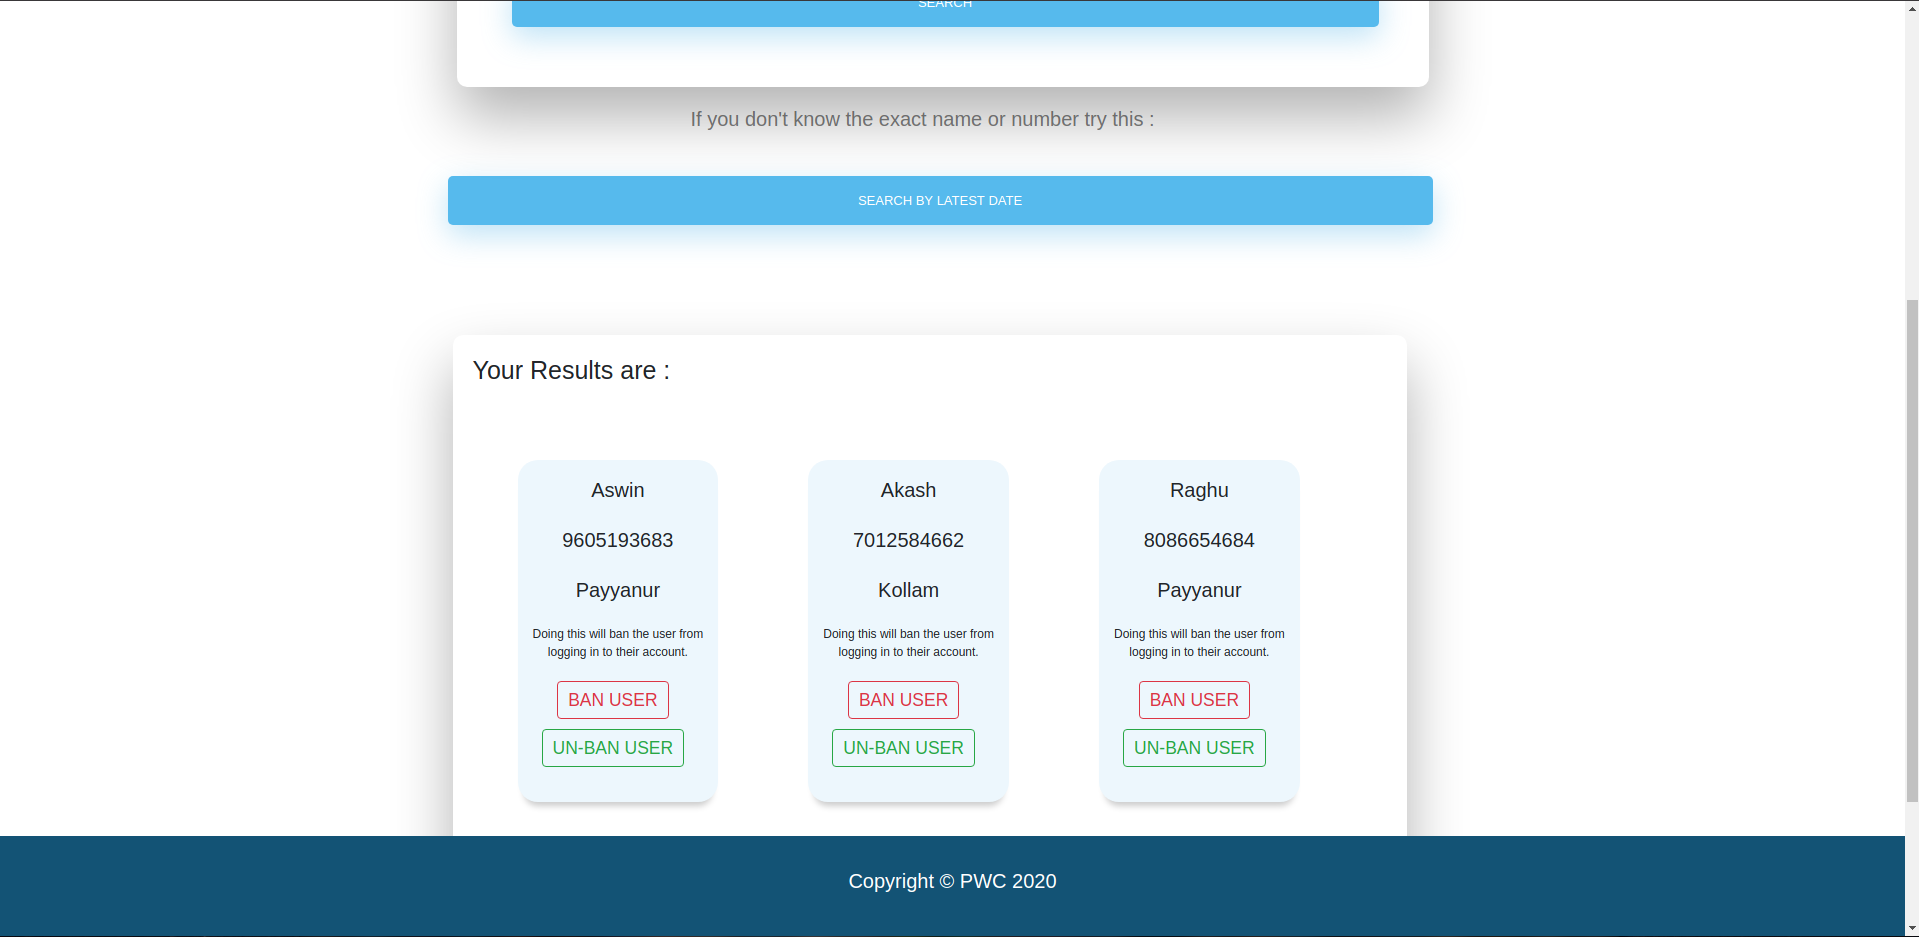 SEARCH
If you don't know the exact name or number try this :
SEARCH BY LATEST DATE
Your Results are :
Aswin
9605193683
Payyanur
Doing this will ban the user from
logging in to their account.
BAN USER
UN-BAN USER
Akash
7012584662
Kollam
Doing this will ban the user from
logging in to their account.
BAN USER
UN-BAN USER
Raghu
8086654684
Payyanur
Doing this will ban the user from
logging in to their account.
BAN USER
UN-BAN USER
Copyright © PWC 2020